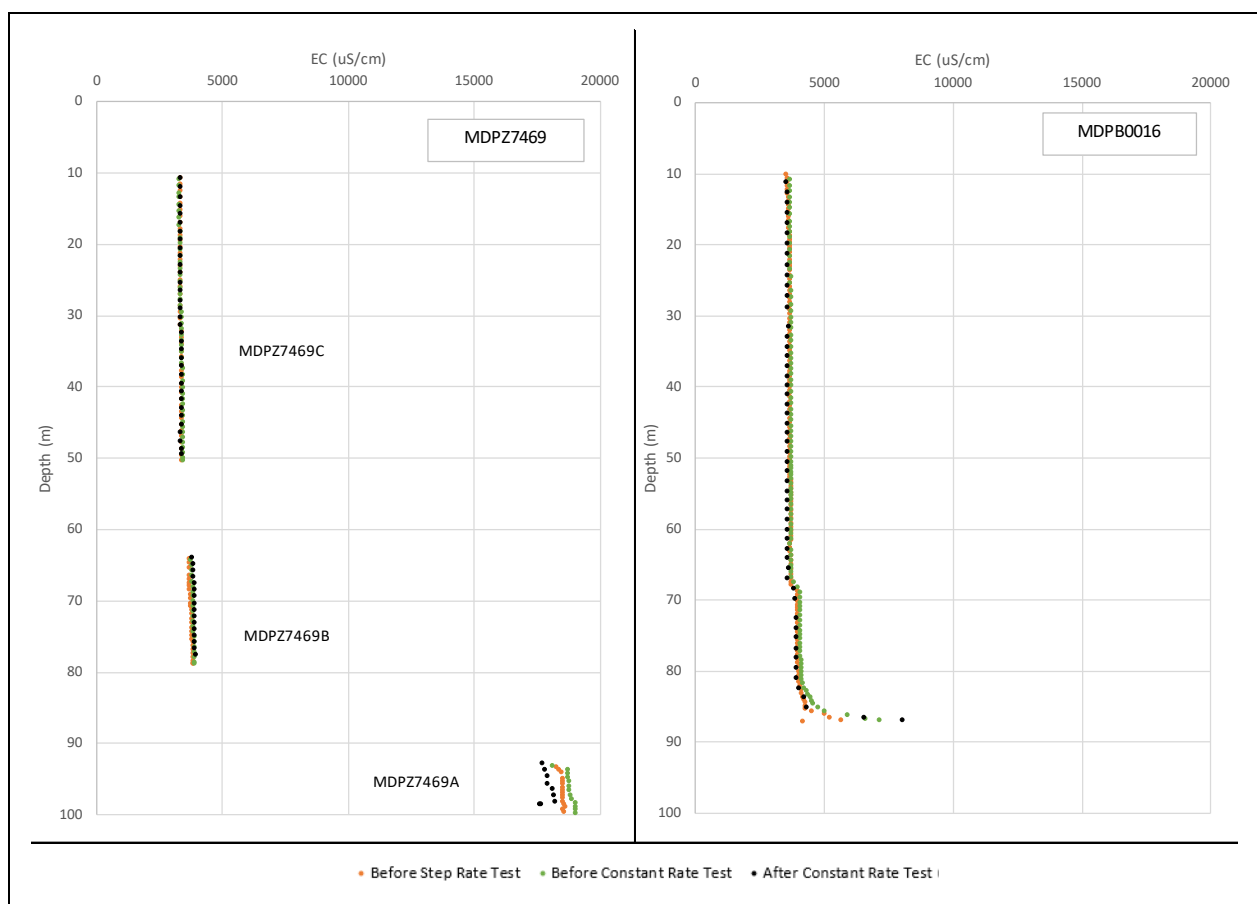 EC (uS/cm)
0 5000 10000 15000 20000
0
10
20
30
40
50
60
70
80
90
100
Depth (m)
MDPZ7469
MDPZ7469C
MDPZ7469B
MDPZ7469A
EC (uS/cm)
0 5000 10000 15000 20000
0
10
20
30
40
50
60
70
80
90
100
Depth (m)
MDPB0016
Before Step Rate Test Before Constant Rate Test After Constant Rate Test (